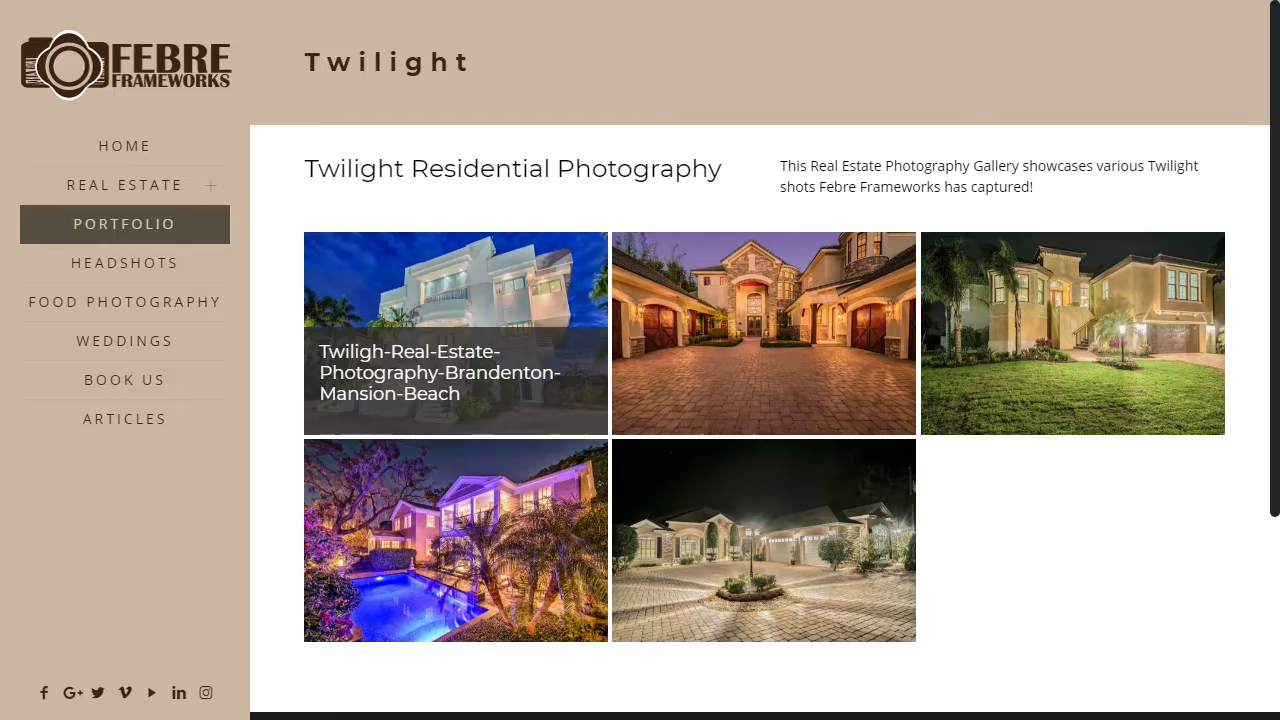 FEBRE
FRAMEWORKS
Twilight
HOME
REAL ESTATE
PORTFOLIO
HEADSHOTS
FOOD PHOTOGRAPHY
WEDDINGS
BOOK US
ARTICLES
Twilight Residential Photography
This Real Estate Photography Gallery showcases various Twilight
shots Febre Frameworks has captured!
Twiligh-Real-Estate-
Photography-Brandenton-
Mansion-Beach